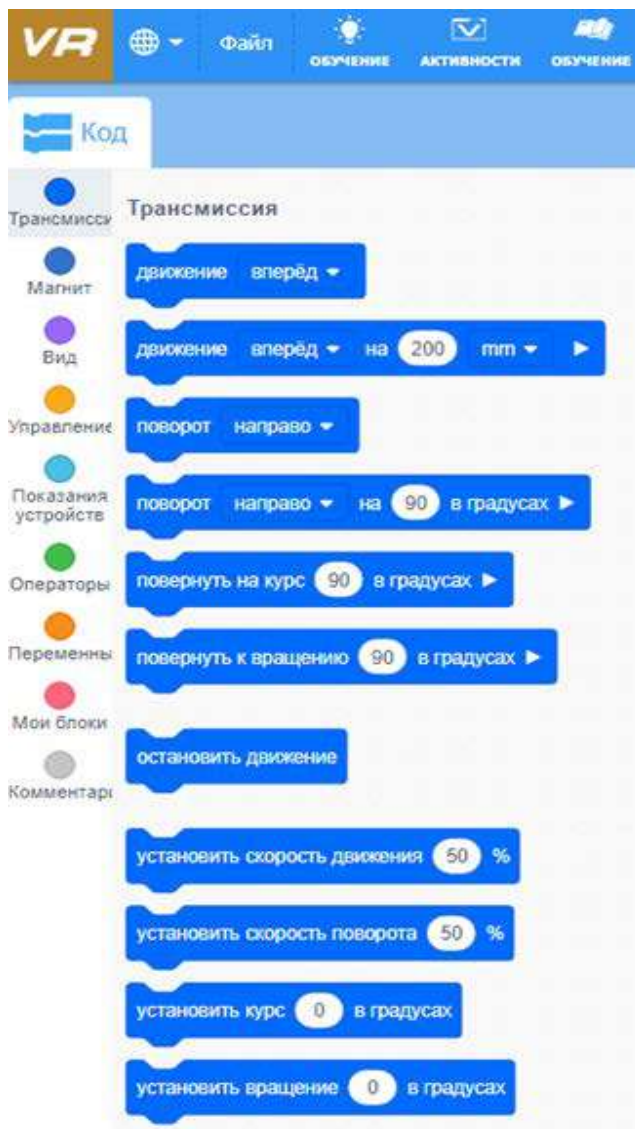 VR Файл ОБУЧЕНИЕ АКТИВНОСТИ ОБУЧЕНИЕ
Код
Трансмисси
Магнит
Вид
Управление
Показания
устройств
Операторы
Переменны
Мои блоки
Комментари
Трансмиссия
движение вперёд
движение вперёд на 200 mm
поворот направо
поворот направо на 90 в градусах
повернуть на курс 90 в градусах
повернуть к вращению 90 в градусах
остановить движение
установить скорость движения 50 %
установить скорость поворота 50 %
установить курс 0 в градусах
установить вращение 0 в градусах